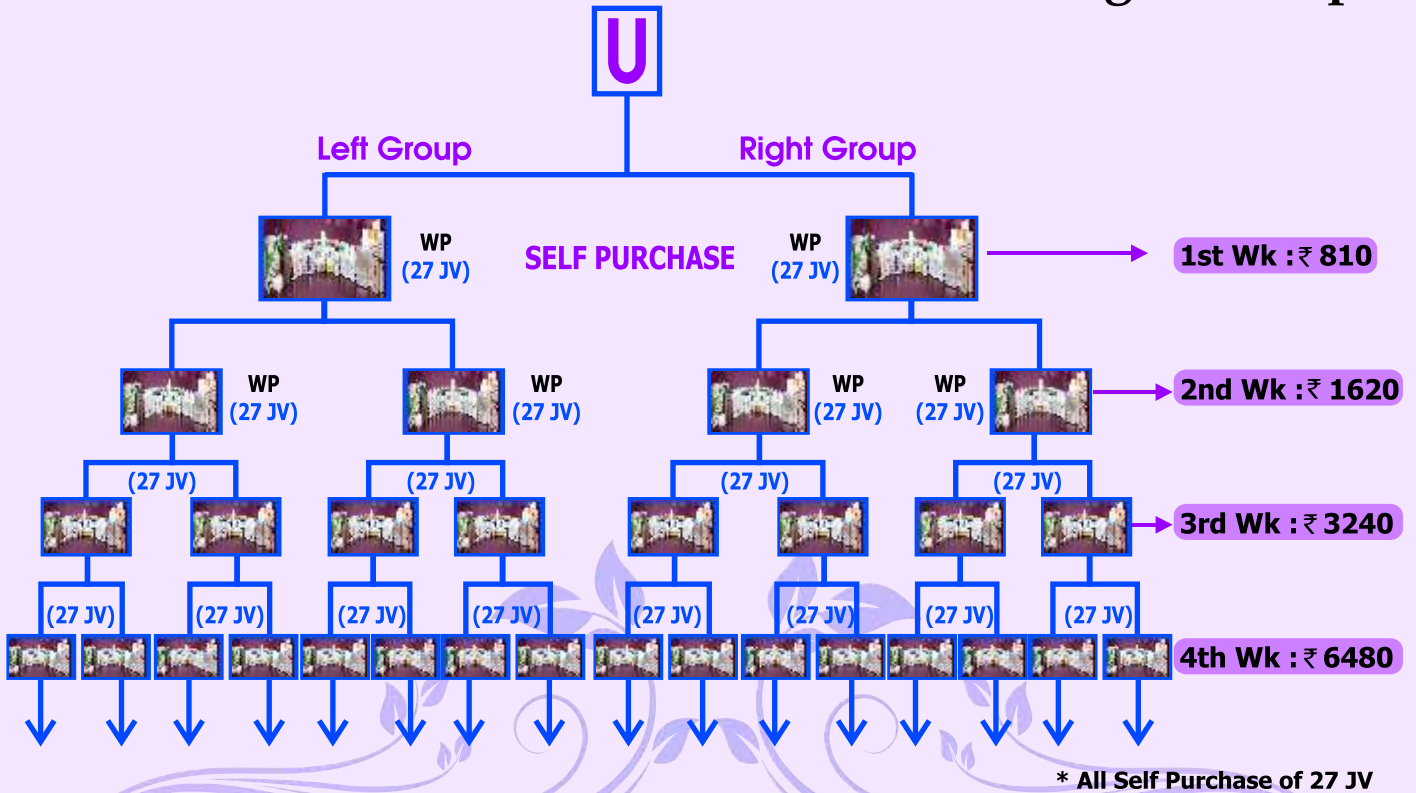 U
Left Group
Right Group
WP
(27 JV)
SELF PURCHASE
WP
(27 JV)
1st Wk : ₹ 810
WP
(27 JV)
WP
(27 JV)
WP
(27 JV)
WP
(27 JV)
2nd Wk : ₹ 1620
(27 JV)
(27 JV)
(27 JV)
(27 JV)
3rd Wk : ₹ 3240
(27 JV)
(27 JV)
(27 JV)
(27 JV)
(27 JV)
(27 JV)
(27 JV)
(27 JV)
4th Wk : ₹ 6480
* All Self Purchase of 27 JV